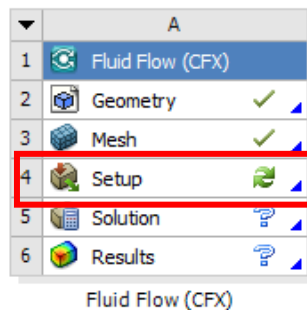 A
1 Fluid Flow (CFX)
2 Geometry
3 Mesh
4 Setup
5 Solution ?
6 Results ?
Fluid Flow (CFX)